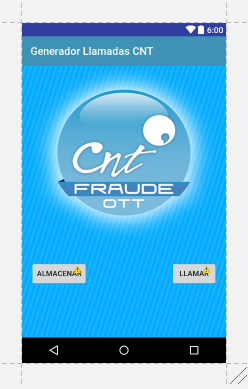 6:00
Generador Llamadas CNT
Cnt
FRAUDE
OTT
ALMACENAR
LLAMAR